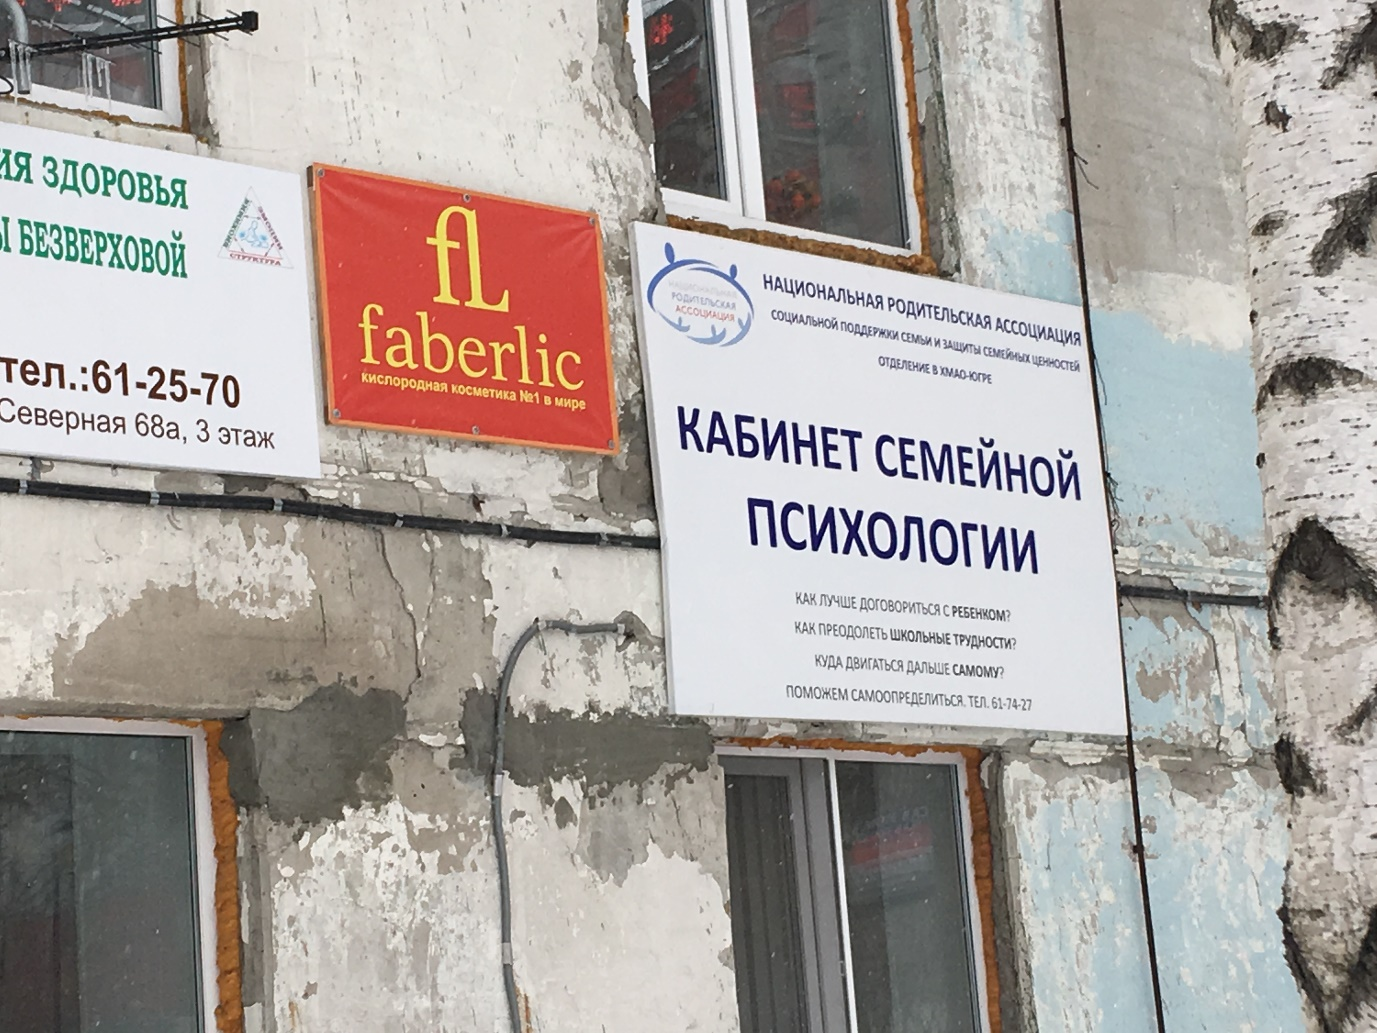 ИЯ ЗДОРОВЬЯ
Ы БЕЗВЕРХОВОЙ
СТРУКТУРА
тел.:61-25-70
Северная 68а, 3 этаж
fL
faberlic
кислородная косметика №1 в мире
НАЦИОНАЛЬНАЯ
РОДИТЕЛЬСКАЯ
АССОЦИАЦИЯ
НАЦИОНАЛЬНАЯ РОДИТЕЛЬСКАЯ АССОЦИАЦИЯ
СОЦИАЛЬНОЙ ПОДДЕРЖКИ СЕМЬИ И ЗАЩИТЫ СЕМЕЙНЫХ ЦЕННОСТЕЙ
ОТДЕЛЕНИЕ В ХМАО-ЮГРЕ
КАБИНЕТ СЕМЕЙНОЙ
ПСИХОЛОГИИ
КАК ЛУЧШЕ ДОГОВОРИТЬСЯ С РЕБЕНКОМ?
КАК ПРЕОДОЛЕТЬ ШКОЛЬНЫЕ ТРУДНОСТИ?
КУДА ДВИГАТЬСЯ ДАЛЬШЕ САМОМУ?
ПОМОЖЕМ САМООПРЕДЕЛИТЬСЯ. ТЕЛ. 61-74-27